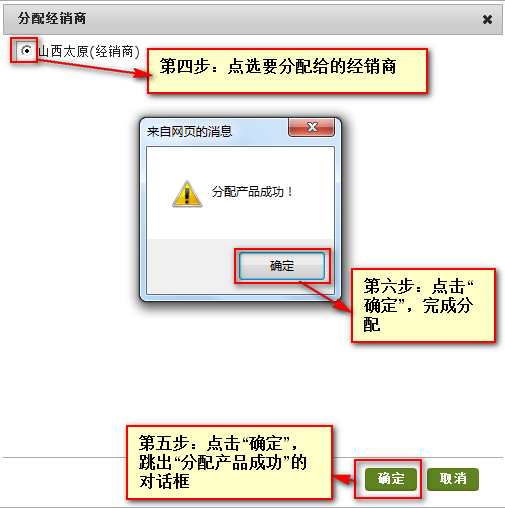 分配经销商
山西太原(经销商)
第四步：点选要分配给的经销商
来自网页的消息
分配产品成功！
确定
第六步：点击“
确定”，完成分
配
第五步：点击“确定”，
跳出“分配产品成功”的
对话框
确定
取消